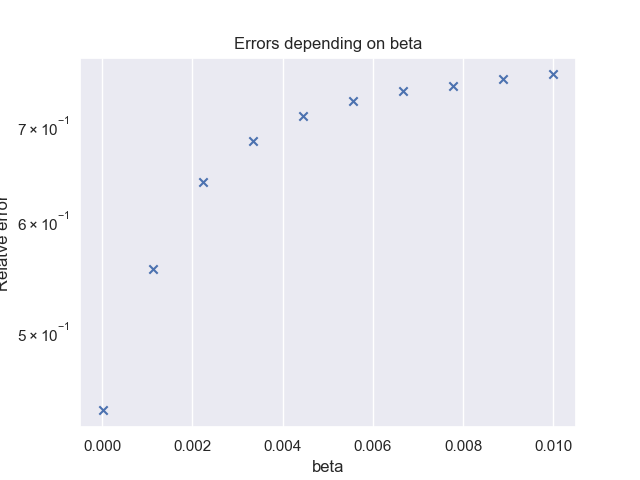 Errors depending on beta
7 × 10⁻¹
6 × 10⁻¹
5 × 10⁻¹
Relatve error
0.000 0.002 0.004 0.006 0.008 0.010
beta